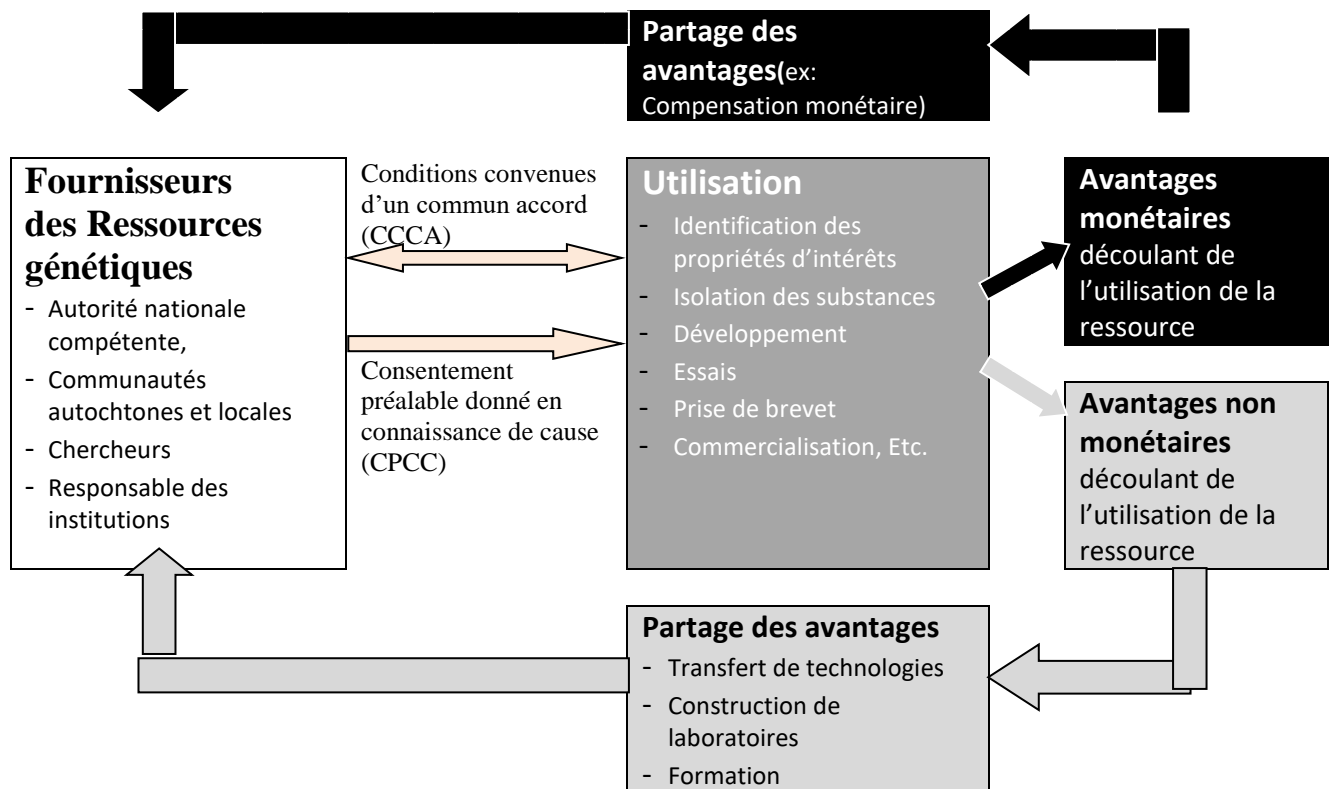 Partage des
avantages(ex:
Compensation monétaire)
Fournisseurs
des Ressources
génétiques
- Autorité nationale
compétente,
- Communautés
autochtones et locales
- Chercheurs
- Responsable des
institutions
Conditions convenues
d’un commun accord
(CCCA)
Consentement
préalable donné en
connaissance de cause
(CPCC)
Utilisation
- Identification des
propriétés d’intérêts
- Isolation des substances
- Développement
- Essais
- Prise de brevet
- Commercialisation, Etc.
Avantages
monétaires
découlant de
l’utilisation de la
ressource
Avantages non
monétaires
découlant de
l’utilisation de la
ressource
Partage des avantages
- Transfert de technologies
- Construction de
laboratoires
- Formation